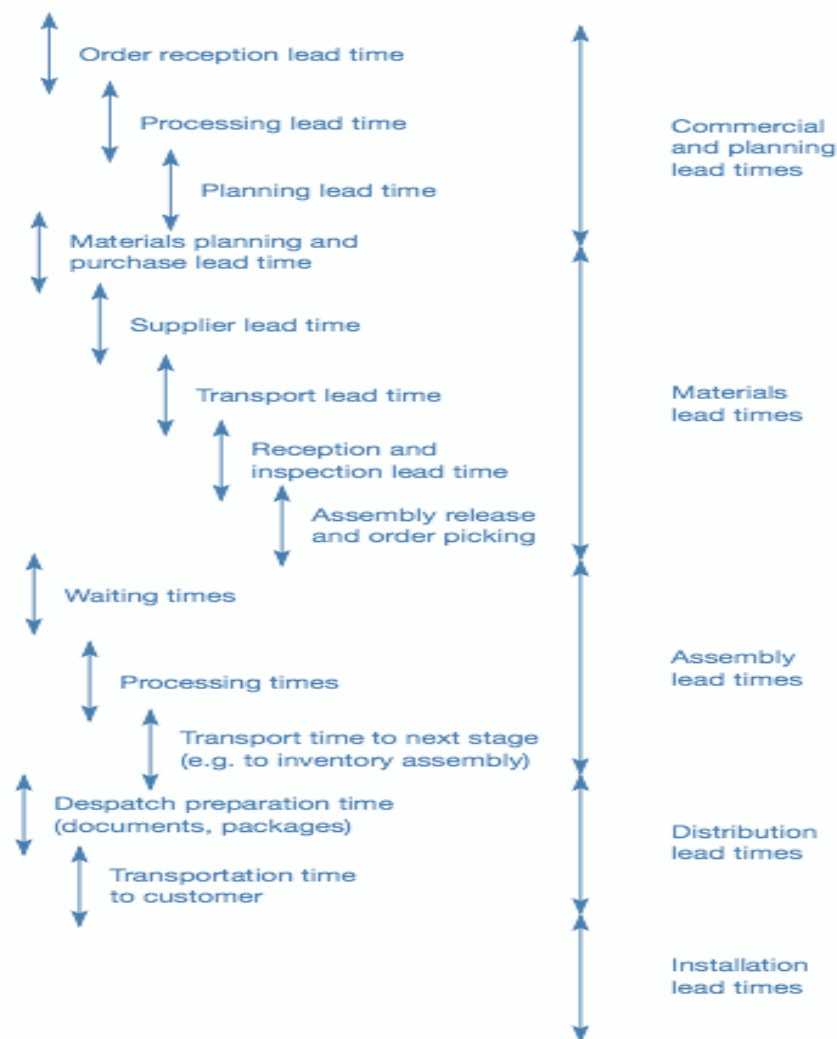 Order reception lead time
Processing lead time
Commercial
and planning
lead times
Planning lead time
Materials planning and
purchase lead time
Supplier lead time
Transport lead time
Materials
lead times
Reception and
inspection lead time
Assembly release
and order picking
Waiting times
Assembly
lead times
Processing times
Transport time to next stage
(e.g. to inventory assembly)
Despatch preparation time
(documents, packages)
Distribution
lead times
Transportation time
to customer
Installation
lead times